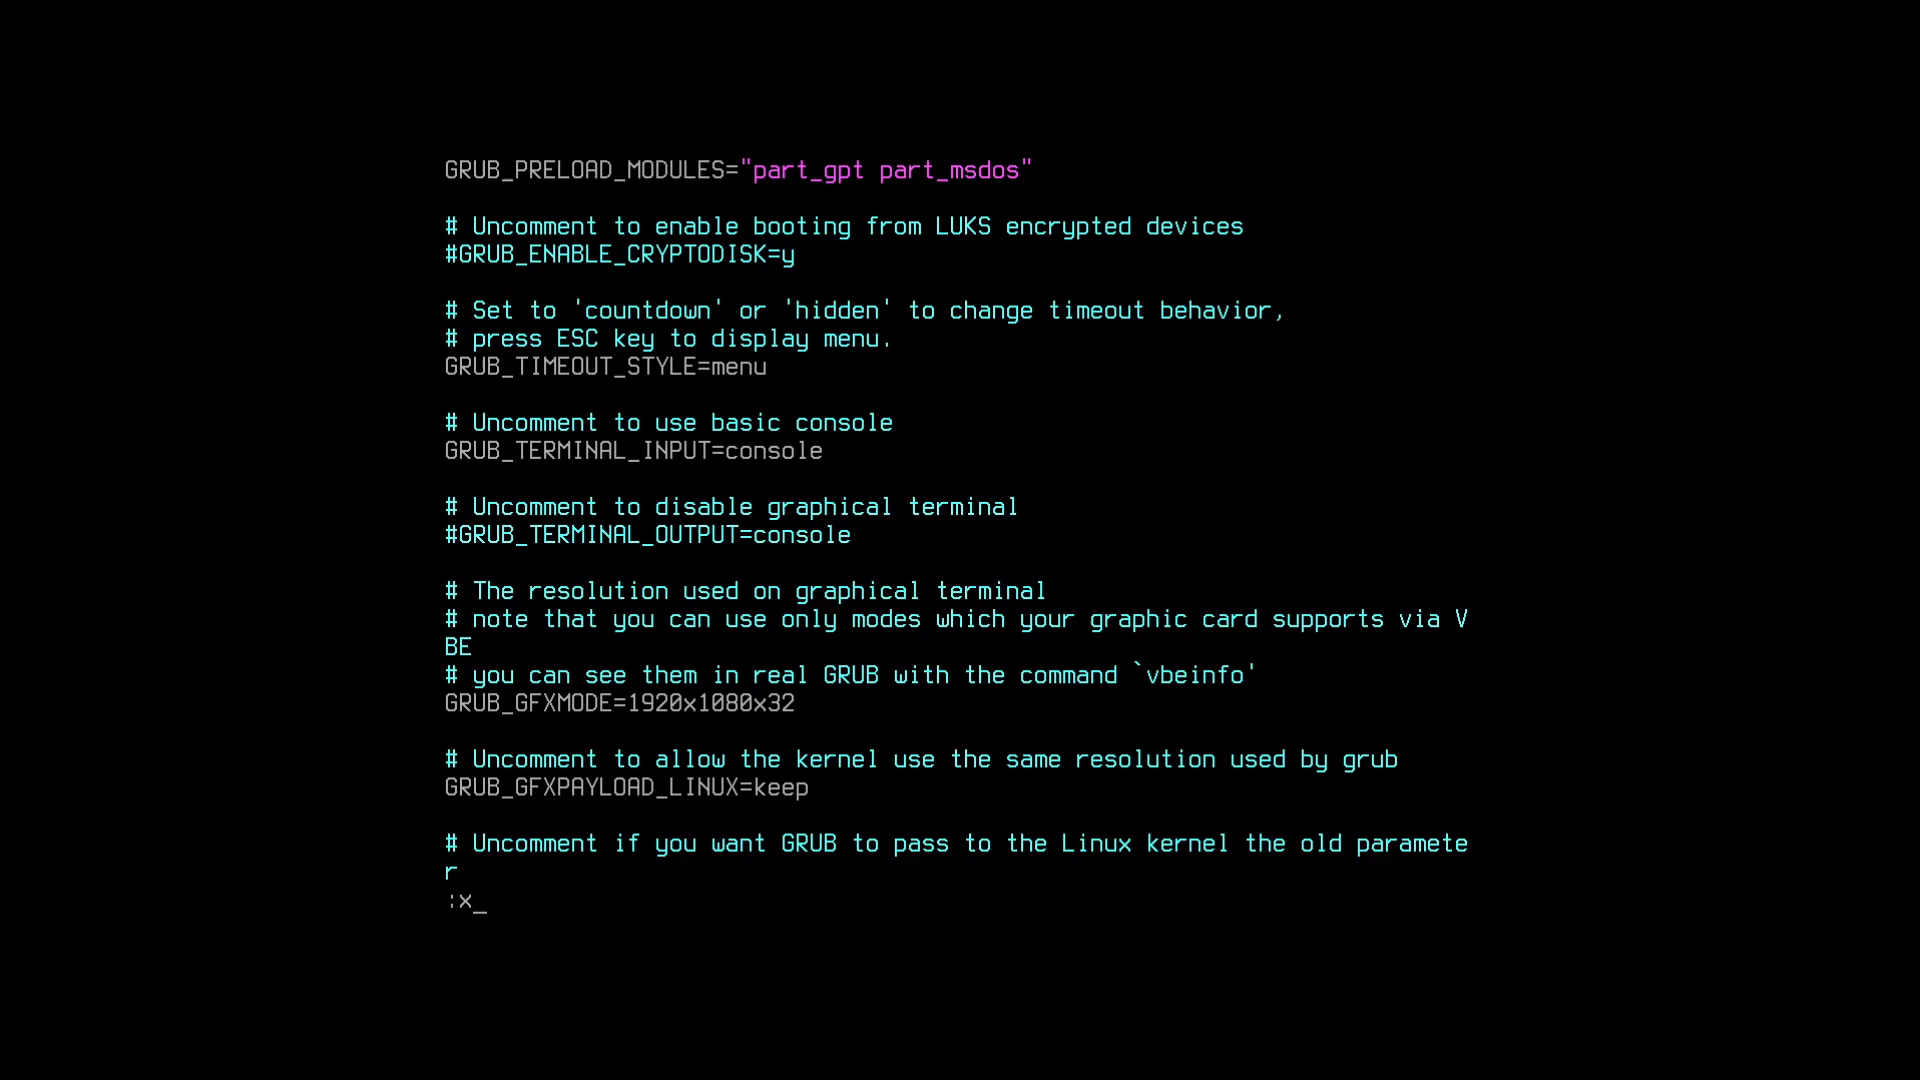 GRUB_PRELOAD_MODULES="part_gpt part_msdos"
# Uncomment to enable booting from LUKS encrypted devices
#GRUB_ENABLE_CRYPTODISK=y
# Set to 'countdown' or 'hidden' to change timeout behavior,
# press ESC key to display menu.
GRUB_TIMEOUT_STYLE=menu
# Uncomment to use basic console
GRUB_TERMINAL_INPUT=console
# Uncomment to disable graphical terminal
#GRUB_TERMINAL_OUTPUT=console
# The resolution used on graphical terminal
# note that you can use only modes which your graphic card supports via V
BE
# you can see them in real GRUB with the command `vbeinfo'
GRUB_GFXMODE=1920x1080x32
# Uncomment to allow the kernel use the same resolution used by grub
GRUB_GFXPAYLOAD_LINUX=keep
# Uncomment if you want GRUB to pass to the Linux kernel the old paramete
r
:x_